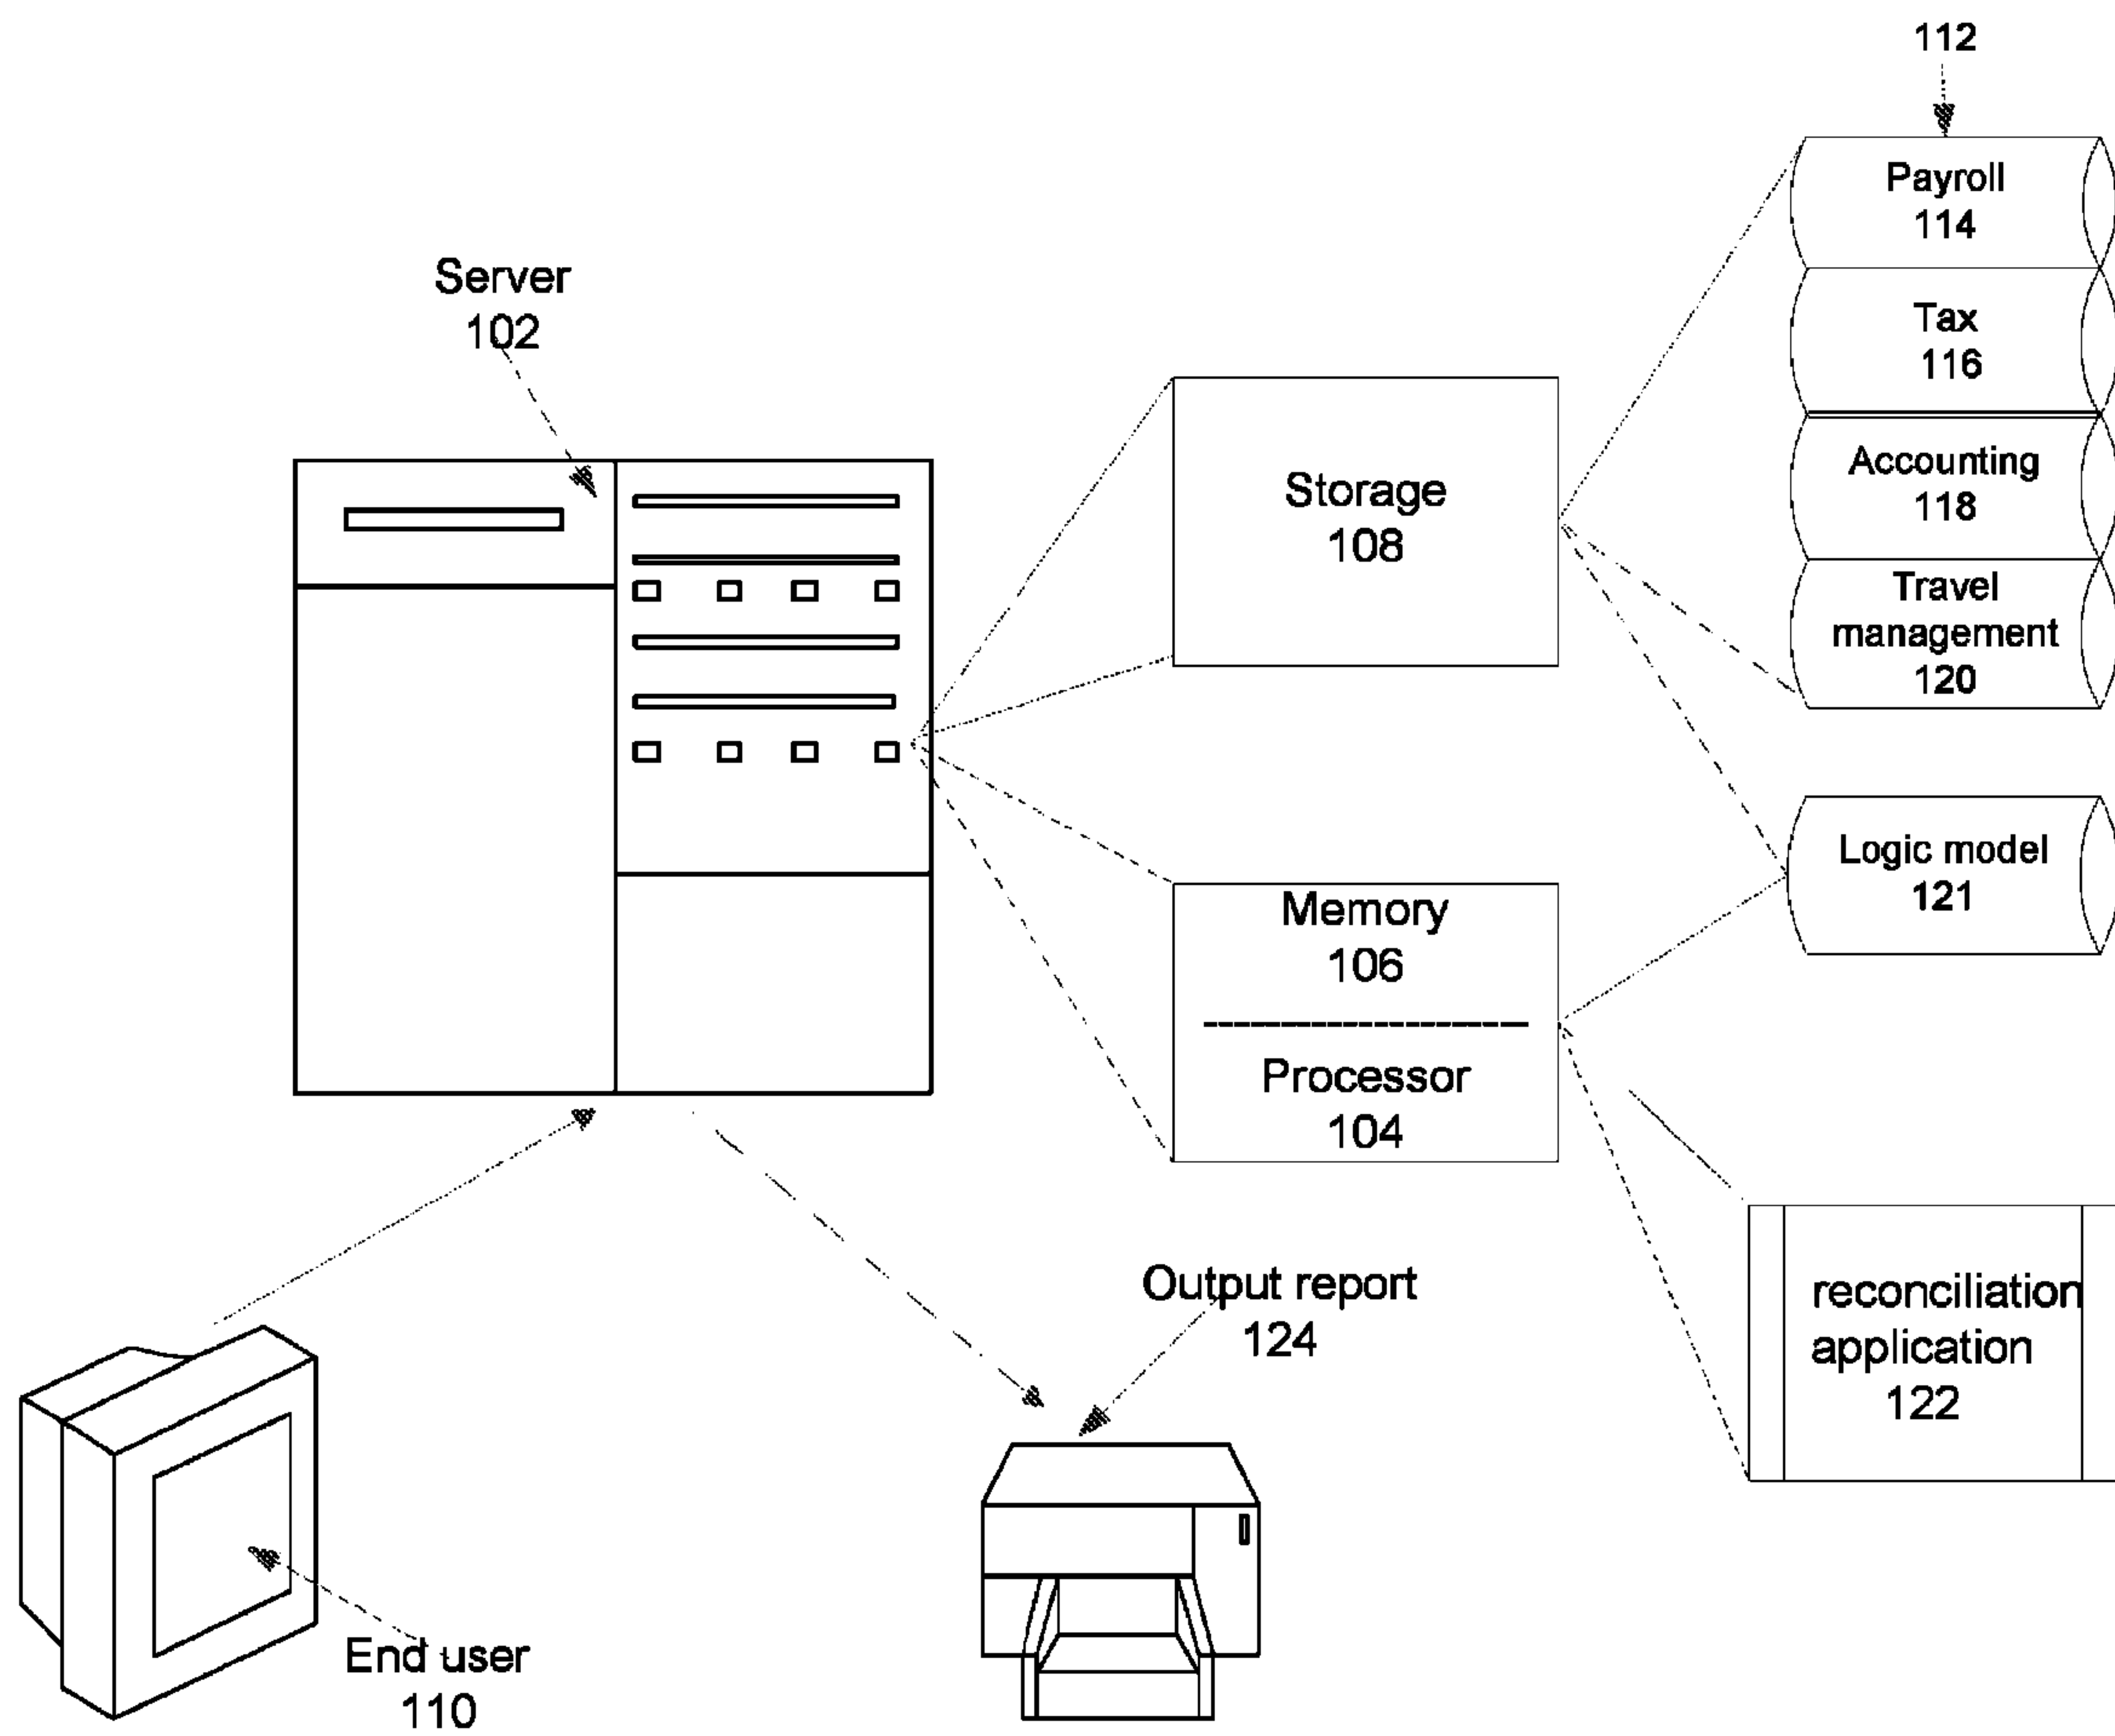 112
Payroll
114
Server
102
Tax
116
Accounting
118
Storage
108
Travel
management
120
Logic model
121
Memory
106
Processor
104
Output report
124
reconciliation
application
122
End user
110